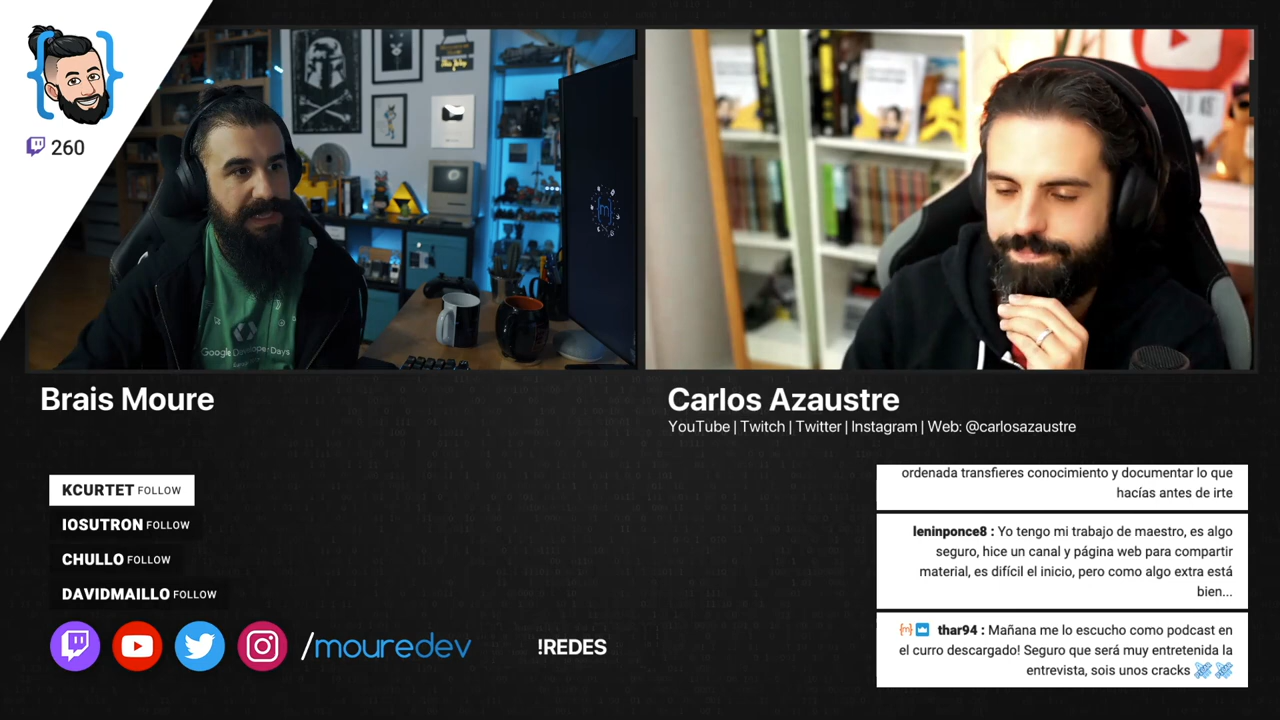 260
Google Developer Days
Brais Moure
Carlos Azaustre
YouTube | Twitch | Twitter | Instagram | Web: @carlosazaustre
KCURTET FOLLOW
IOSUTRON FOLLOW
CHULLO FOLLOW
DAVIDMAILLO FOLLOW
/mouredev
!REDES
ordenada transfieres conocimiento y documentar lo que
hacías antes de irte
leninponce8 : Yo tengo mi trabajo de maestro, es algo
seguro, hice un canal y página web para compartir
material, es difícil el inicio, pero como algo extra está
bien...
thar94 : Mañana me lo escucho como podcast en
el curro descargado! Seguro que será muy entretenida la
entrevista, sois unos cracks